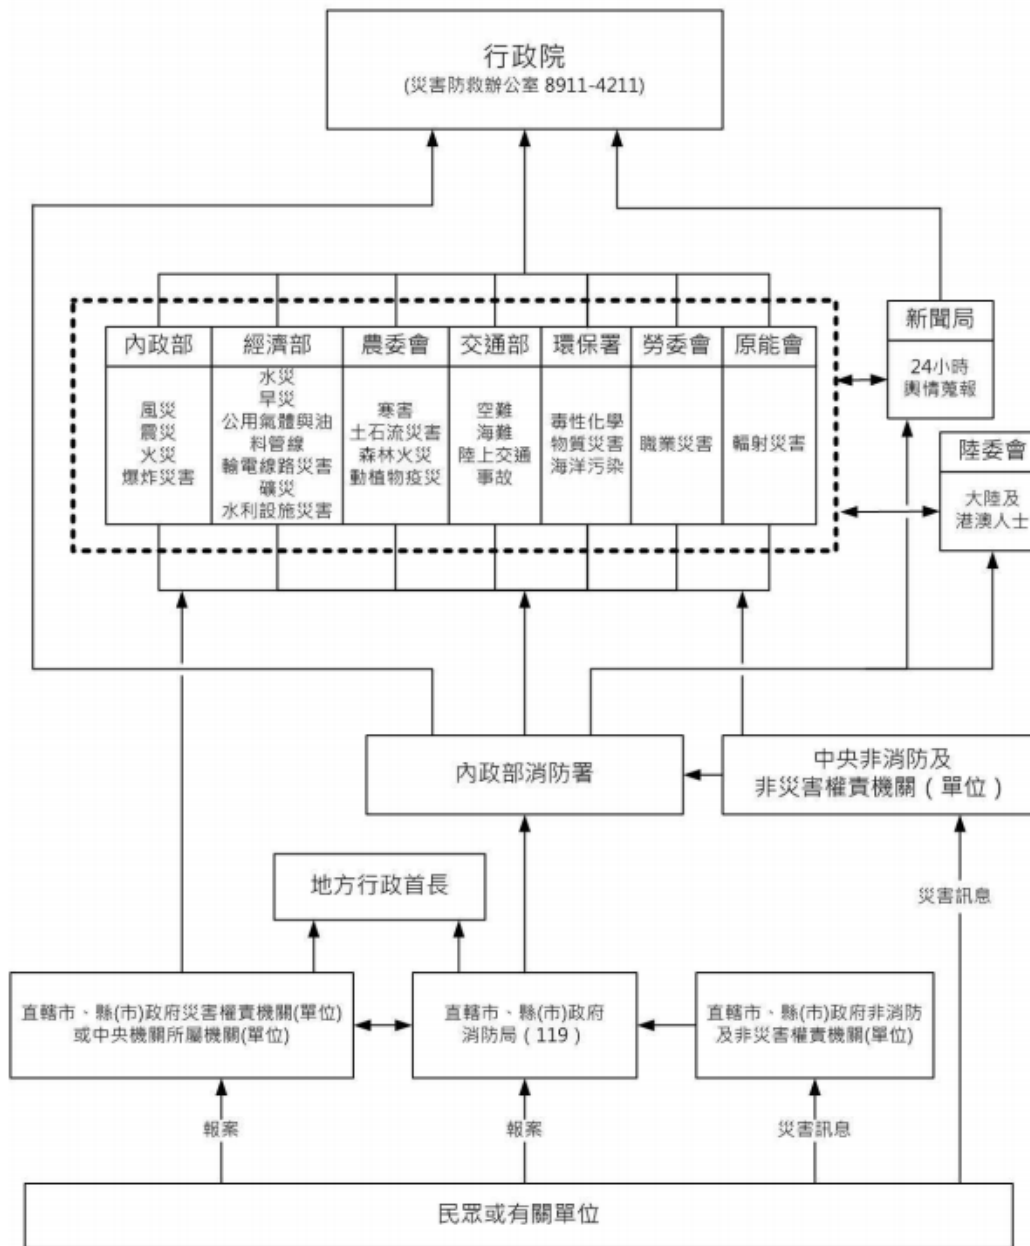 行政院
(災害防救辦公室 8911-4211)
內政部
風災
震災
火災
爆炸災害
經濟部
水災
旱災
公用氣體與油
料管線
輸電線路災害
礦災
水利設施災害
農委會
寒害
土石流災害
森林火災
動植物疫災
交通部
空難
海難
陸上交通
事故
環保署
毒性化學
物質災害
海洋污染
勞委會
職業災害
原能會
輻射災害
新聞局
24小時
輿情蒐報
陸委會
大陸及
港澳人士
內政部消防署
中央非消防及
非災害權責機關（單位）
地方行政首長
災害訊息
直轄市、縣(市)政府災害權責機關(單位)
或中央機關所屬機關(單位)
直轄市、縣(市)政府
消防局（119）
直轄市、縣(市)政府非消防
及非災害權責機關(單位)
報案
報案
災害訊息
民眾或有關單位